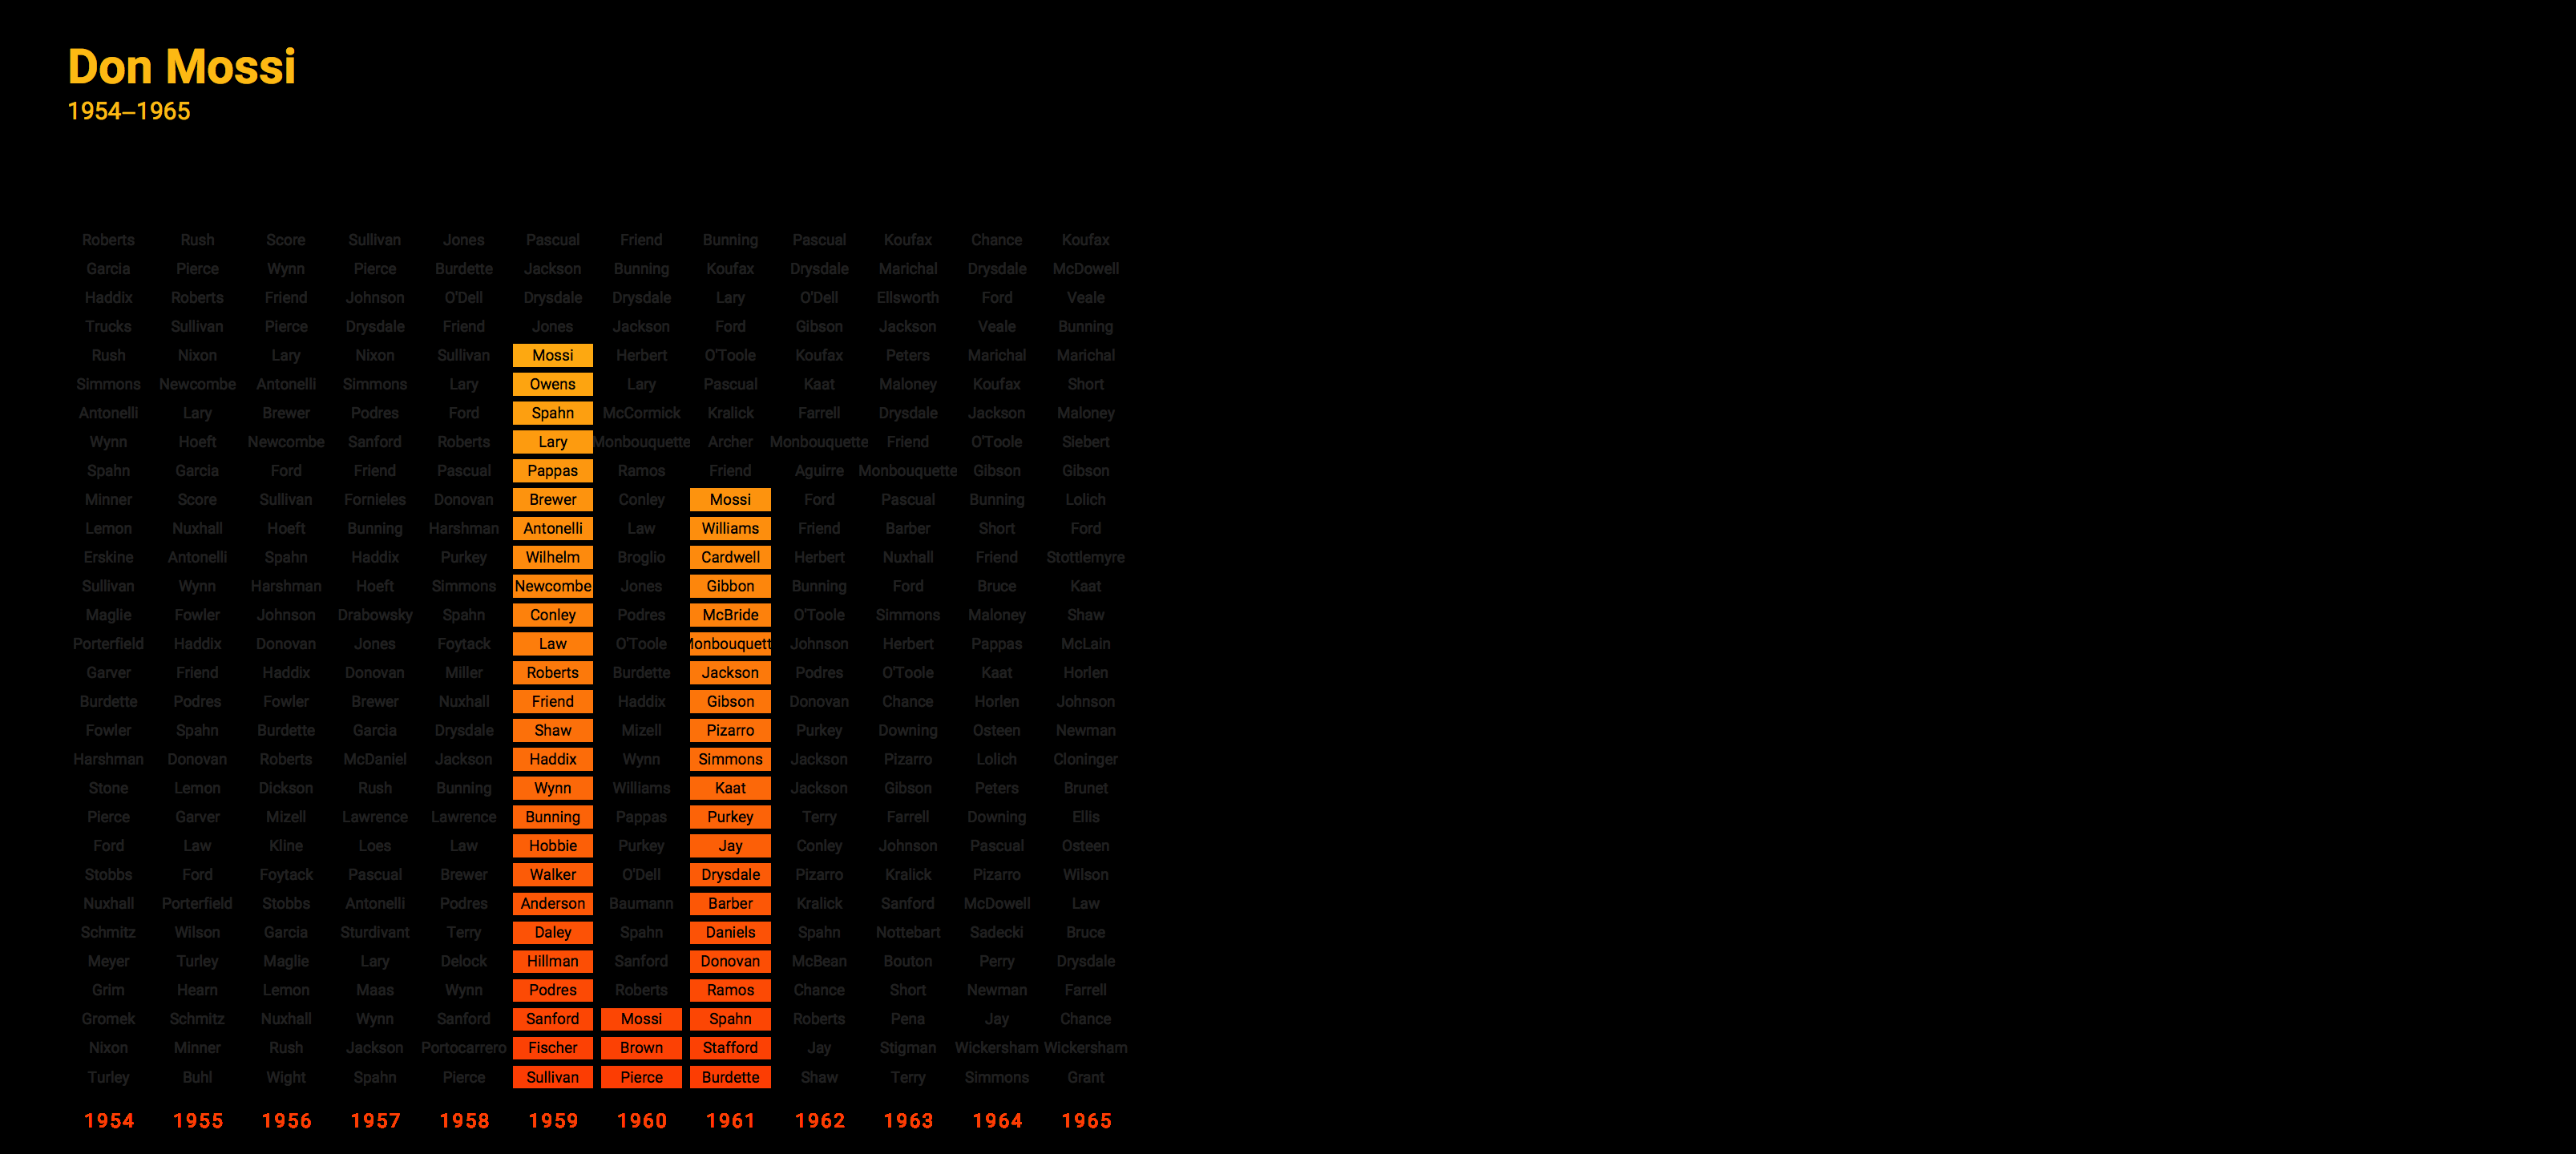 Don Mossi
1954–1965
Roberts Rush Score Sullivan Jones Pascual Friend Bunning Pascual Koufax Chance Koufax
Garcia Pierce Wynn Pierce Burdette Jackson Bunning Koufax Drysdale Marichal Drysdale McDowell
Haddix Roberts Friend Johnson O'Dell Drysdale Drysdale Lary O'Dell Ellsworth Ford Veale
Trucks Sullivan Pierce Drysdale Friend Jones Jackson Ford Gibson Jackson Veale Bunning
Rush Nixon Lary Nixon Sullivan Mossi Herbert O'Toole Koufax Peters Marichal Marichal
Simmons Newcombe Antonelli Simmons Lary Owens Lary Pascual Kaat Maloney Koufax Short
Antonelli Lary Brewer Podres Ford Spahn McCormick Kralick Farrell Drysdale Jackson Maloney
Wynn Hoeft Newcombe Sanford Roberts Lary Monbouquette Archer Monbouquette Friend O'Toole Siebert
Spahn Garcia Ford Friend Pascual Pappas Ramos Friend Aguirre Monbouquette Gibson Gibson
Minner Score Sullivan Fornieles Donovan Brewer Conley Mossi Ford Pascual Bunning Lolich
Lemon Nuxhall Hoeft Bunning Harshman Antonelli Law Williams Friend Barber Short Ford
Erskine Antonelli Spahn Haddix Purkey Wilhelm Broglio Cardwell Herbert Nuxhall Friend Stottlemyre
Sullivan Wynn Harshman Hoeft Simmons Newcombe Jones Gibbon Bunning Ford Bruce Kaat
Maglie Fowler Johnson Drabowsky Spahn Conley Podres McBride O'Toole Simmons Maloney Shaw
Porterfield Haddix Donovan Jones Foytack Law O'Toole Monbouquett Johnson Herbert Pappas McLain
Garver Friend Haddix Donovan Miller Roberts Burdette Jackson Podres O'Toole Kaat Horlen
Burdette Podres Fowler Brewer Nuxhall Friend Haddix Gibson Donovan Chance Horlen Johnson
Fowler Spahn Burdette Garcia Drysdale Shaw Mizell Pizarro Purkey Downing Osteen Newman
Harshman Donovan Roberts McDaniel Jackson Haddix Wynn Simmons Jackson Pizarro Lolich Cloninger
Stone Lemon Dickson Rush Bunning Wynn Williams Kaat Jackson Gibson Peters Brunet
Pierce Garver Mizell Lawrence Lawrence Bunning Pappas Purkey Terry Farrell Downing Ellis
Ford Law Kline Loes Law Hobbie Purkey Jay Conley Johnson Pascual Osteen
Stobbs Ford Foytack Pascual Brewer Walker O'Dell Drysdale Pizarro Kralick Pizarro Wilson
Nuxhall Porterfield Stobbs Antonelli Podres Anderson Baumann Barber Kralick Sanford McDowell Law
Schmitz Wilson Garcia Sturdivant Terry Daley Spahn Daniels Spahn Nottebart Sadecki Bruce
Meyer Turley Maglie Lary Delock Hillman Sanford Donovan McBean Bouton Perry Drysdale
Grim Hearn Lemon Maas Wynn Podres Roberts Ramos Chance Short Newman Farrell
Gromek Schmitz Nuxhall Wynn Sanford Sanford Mossi Spahn Roberts Pena Jay Chance
Nixon Minner Rush Jackson Portocarrero Fischer Brown Stafford Jay Stigman Wickersham Wickersham
Turley Buhl Wight Spahn Pierce Sullivan Pierce Burdette Shaw Terry Simmons Grant
1954 1955 1956 1957 1958 1959 1960 1961 1962 1963 1964 1965